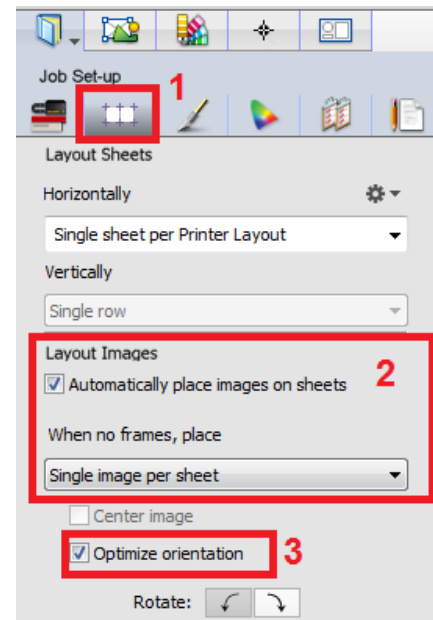 Job Set-up
1
Layout Sheets
Horizontally
Single sheet per Printer Layout
Vertically
Single row
Layout Images
Automatically place images on sheets
2
When no frames, place
Single image per sheet
Center image
Optimize orientation
3
Rotate: